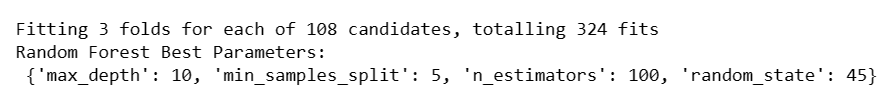 Fitting 3 folds for each of 108 candidates, totalling 324 fits
Random Forest Best Parameters:
{'max_depth': 10, 'min_samples_split': 5, 'n_estimators': 100, 'random_state': 45}